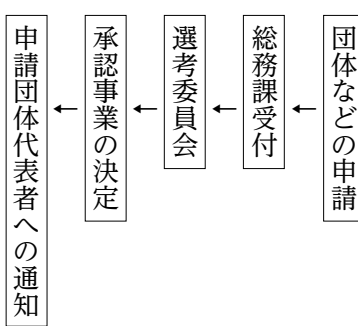 団体などの申請
総務課受付
選考委員会
承認事業の決定
申請団体代表者への通知